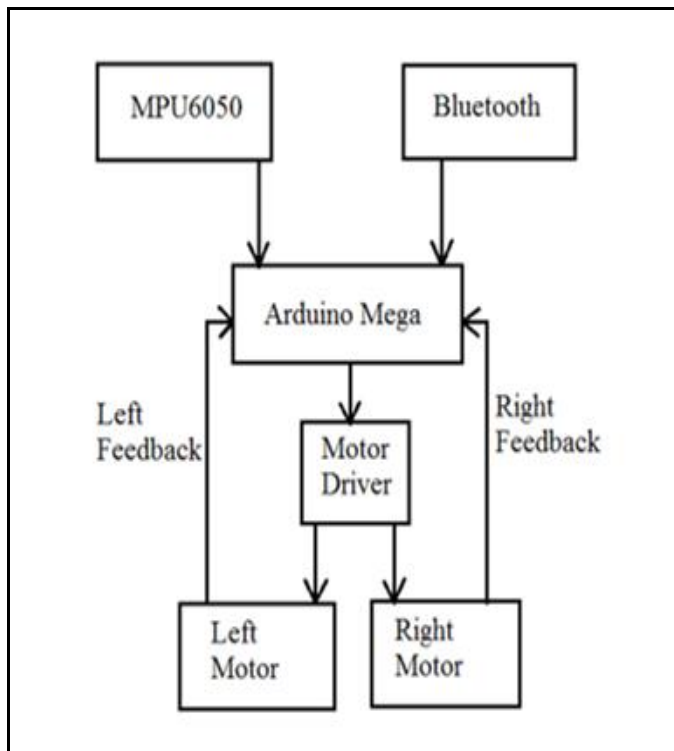 MPU6050
Bluetooth
Arduino Mega
Left
Feedback
Right
Feedback
Motor
Driver
Left
Motor
Right
Motor